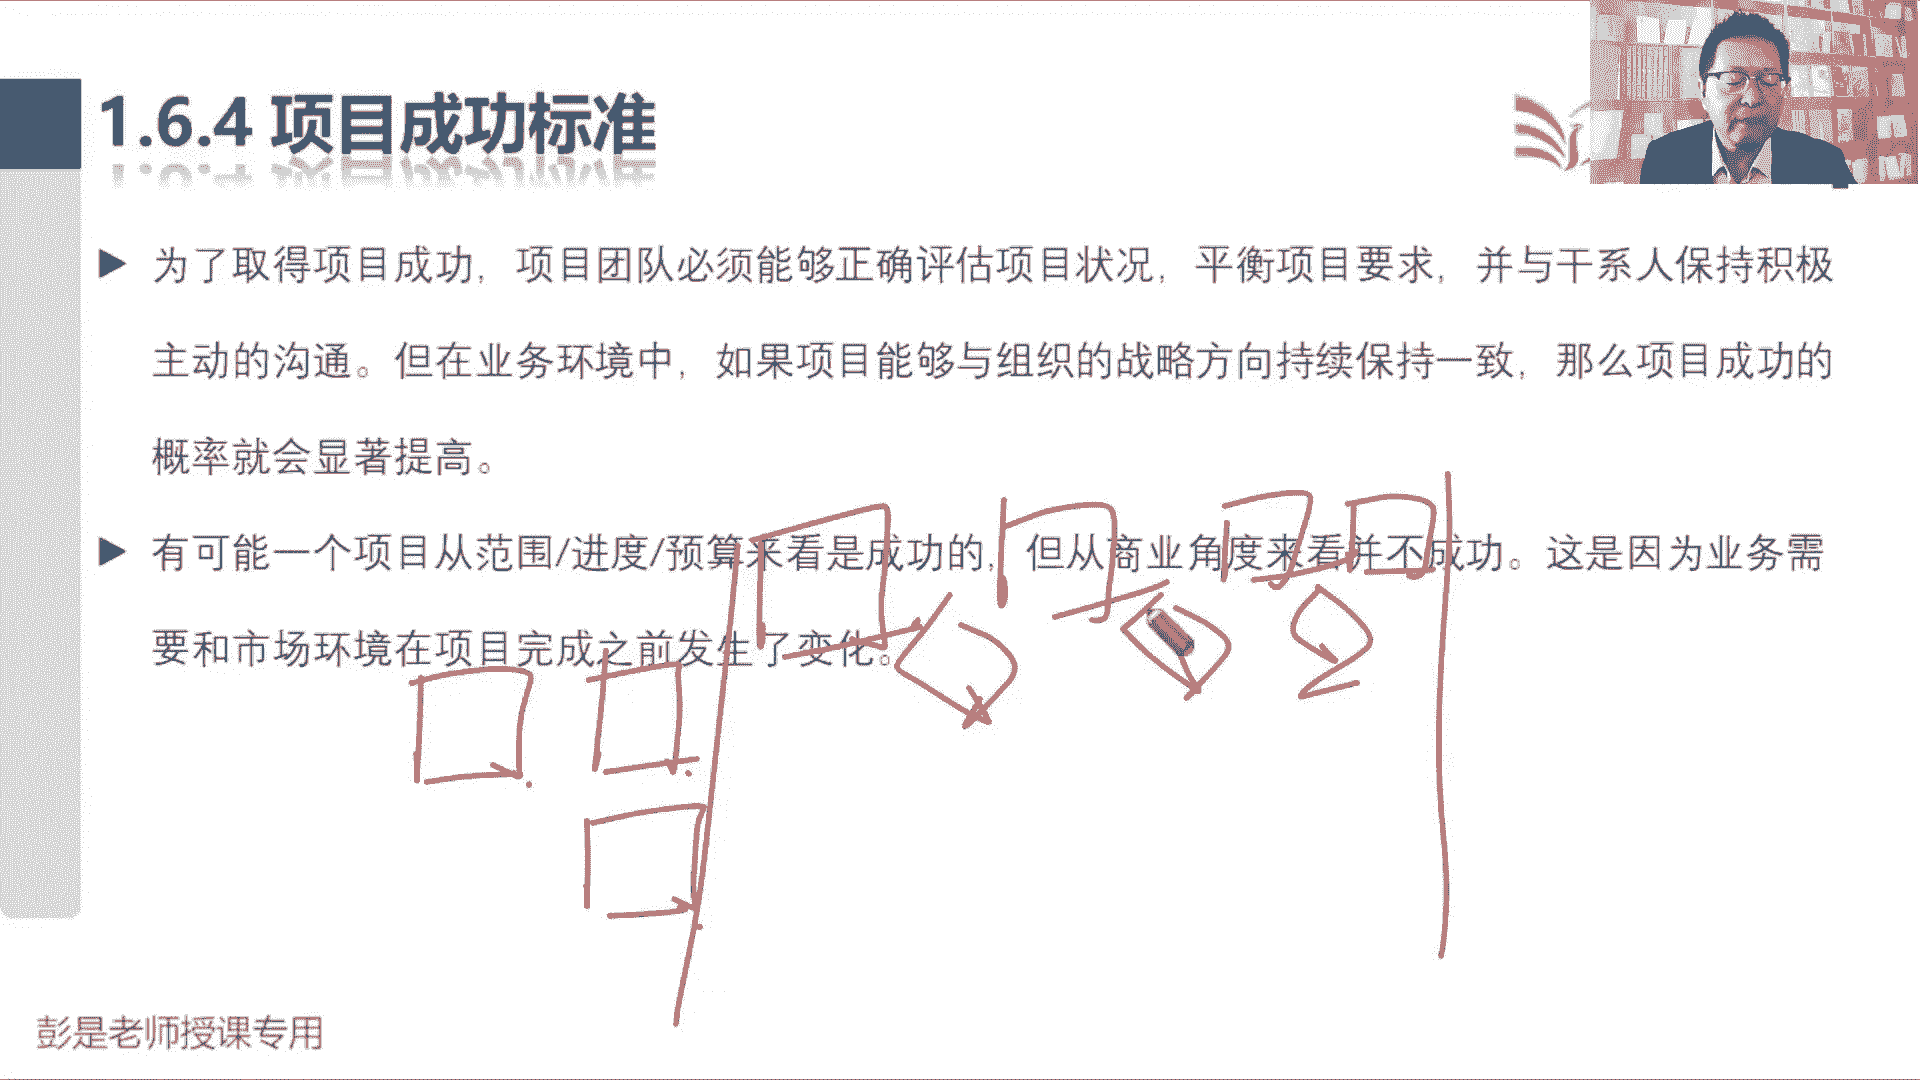 1.6.4 项目成功标准
为了取得项目成功，项目团队必须能够正确评估项目状况，平衡项目要求，并与干系人保持积极
主动的沟通。但在业务环境中，如果项目能够与组织的战略方向持续保持一致，那么项目成功的
概率就会显著提高。
有可能一个项目从范围/进度/预算来看是成功的，但从商业角度来看并不成功。这是因为业务需
要和市场环境在项目完成之前发生了变化。
彭是老师授课专用